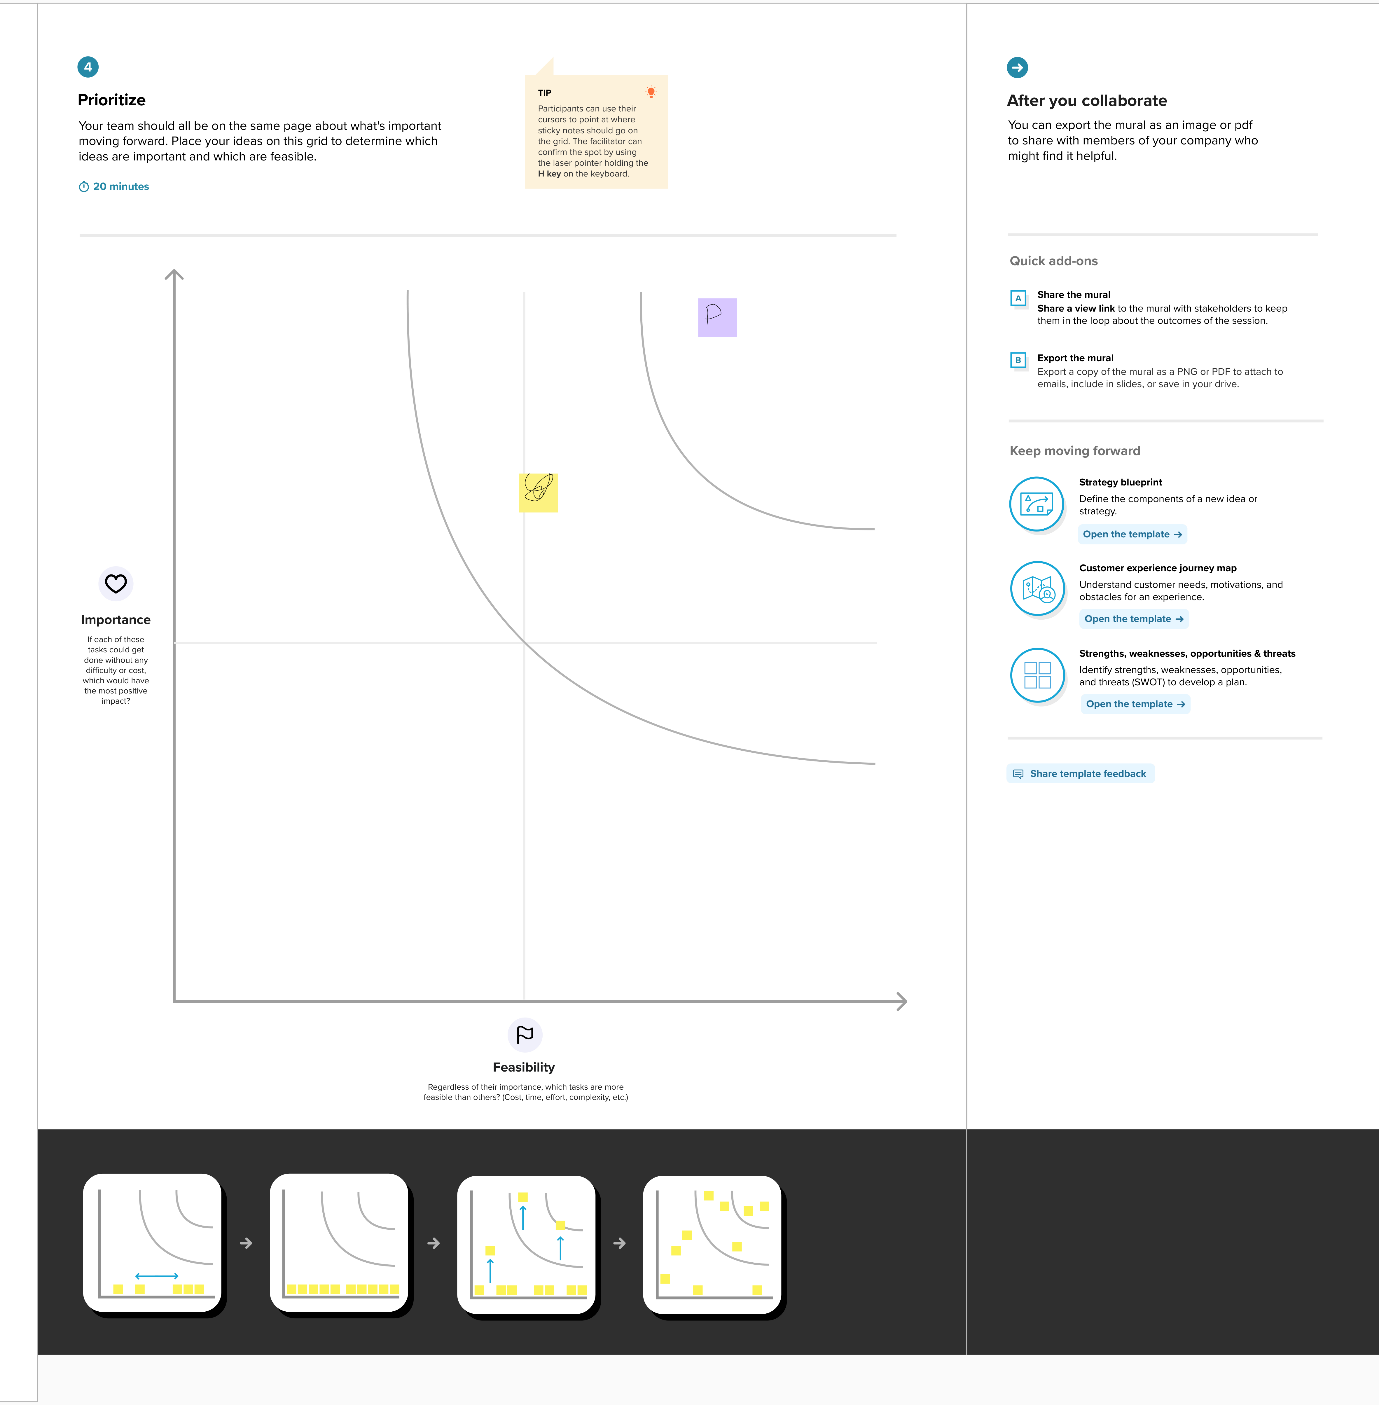 4
Prioritize
Your team should all be on the same page about what's important
moving forward. Place your ideas on this grid to determine which
ideas are important and which are feasible.
20 minutes
TIP
Participants can use their
cursors to point at where
sticky notes should go on
the grid. The facilitator can
confirm the spot by using
the laser pointer holding the
H key on the keyboard.
P
Importance
If each of these
tasks could get
done without any
difficulty or cost,
which would have
the most positive
impact?
Feasibility
Regardless of their importance, which tasks are more
feasible than others? (Cost, time, effort, complexity, etc.)
After you collaborate
You can export the mural as an image or pdf
to share with members of your company who
might find it helpful.
Quick add-ons
A
Share the mural
Share a view link to the mural with stakeholders to keep
them in the loop about the outcomes of the session.
B
Export the mural
Export a copy of the mural as a PNG or PDF to attach to
emails, include in slides, or save in your drive.
Keep moving forward
Strategy blueprint
Define the components of a new idea or
strategy.
Open the template →
Customer experience journey map
Understand customer needs, motivations, and
obstacles for an experience.
Open the template →
Strengths, weaknesses, opportunities & threats
Identify strengths, weaknesses, opportunities,
and threats (SWOT) to develop a plan.
Open the template →
Share template feedback